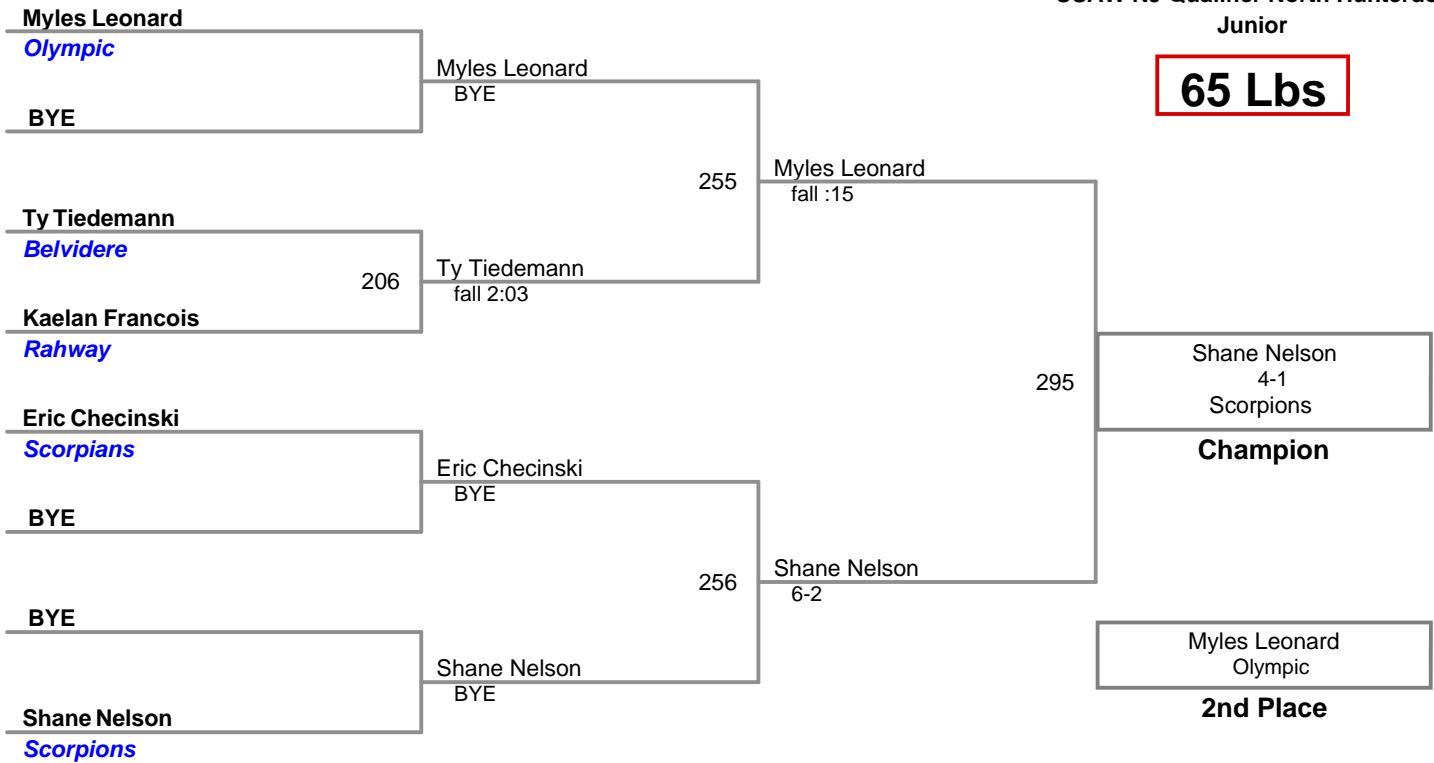 Qualifier North
Junior
65 Lbs
Myles Leonard
Olympic
BYE
Ty Tiedemann
Belvidere
Kaelan Francois
Rahway
Eric Checinski
Scorpians
BYE
BYE
Shane Nelson
Scorpions
206
Myles Leonard
BYE
Ty Tiedemann
fall 2:03
Eric Checinski
BYE
Shane Nelson
BYE
255
256
Myles Leonard
fall :15
Shane Nelson
6-2
295
Shane Nelson
4-1
Scorpions
Champion
Myles Leonard
Olympic
2nd Place